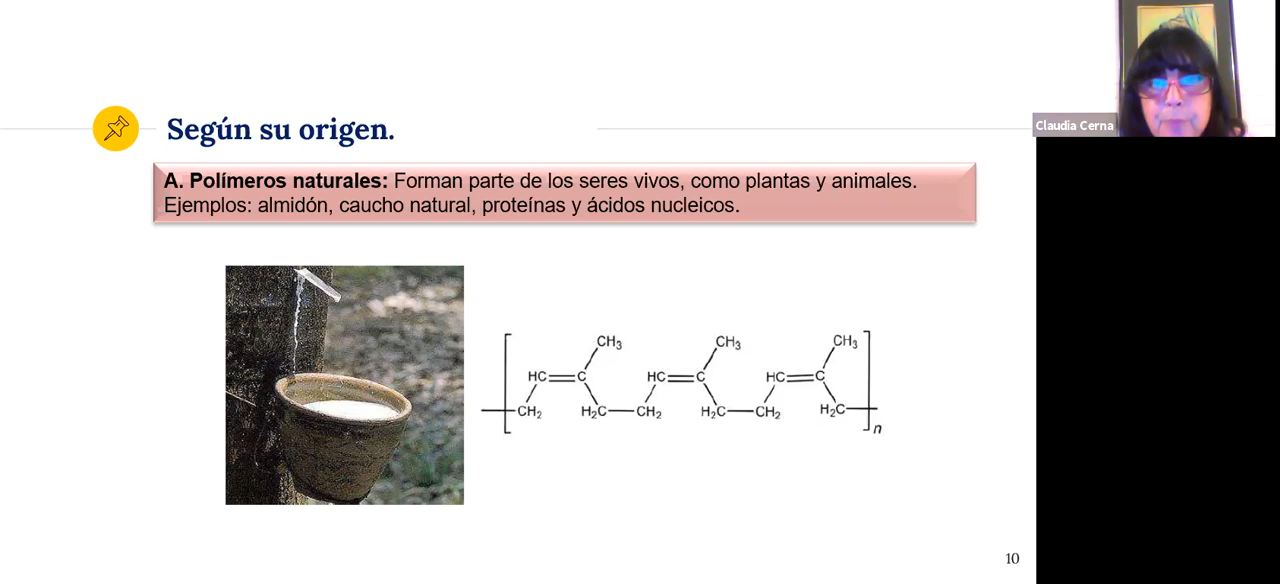 Según su origen.
Claudia Cerna
A. Polímeros naturales: Forman parte de los seres vivos, como plantas y animales.
Ejemplos: almidón, caucho natural, proteínas y ácidos nucleicos.
CH₃ CH₃ CH₃
HC C HC C HC C
CH₂ H₂C CH₂ H₂C CH₂ H₂C
n
10